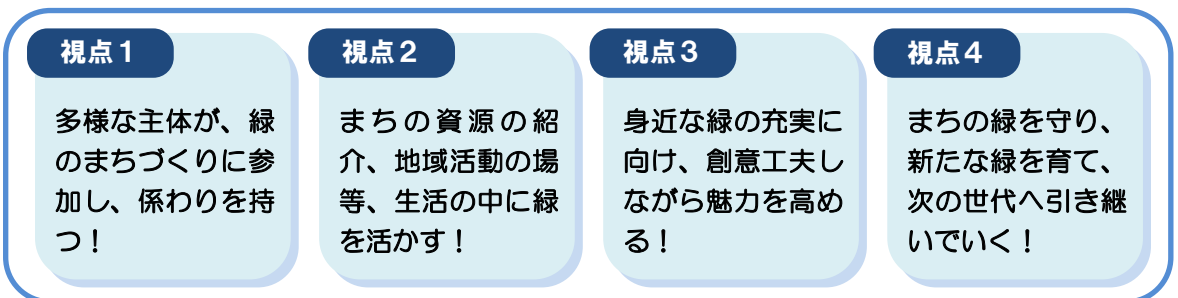 視点1
多様な主体が、緑
のまちづくりに参
加し、係わりを持
つ！
視点2
まちの資源の紹
介、地域活動の場
等、生活の中に緑
を活かす！
視点3
身近な緑の充実に
向け、創意工夫し
ながら魅力を高め
る！
視点4
まちの緑を守り、
新たな緑を育て、
次の世代へ引き継
いでいく！